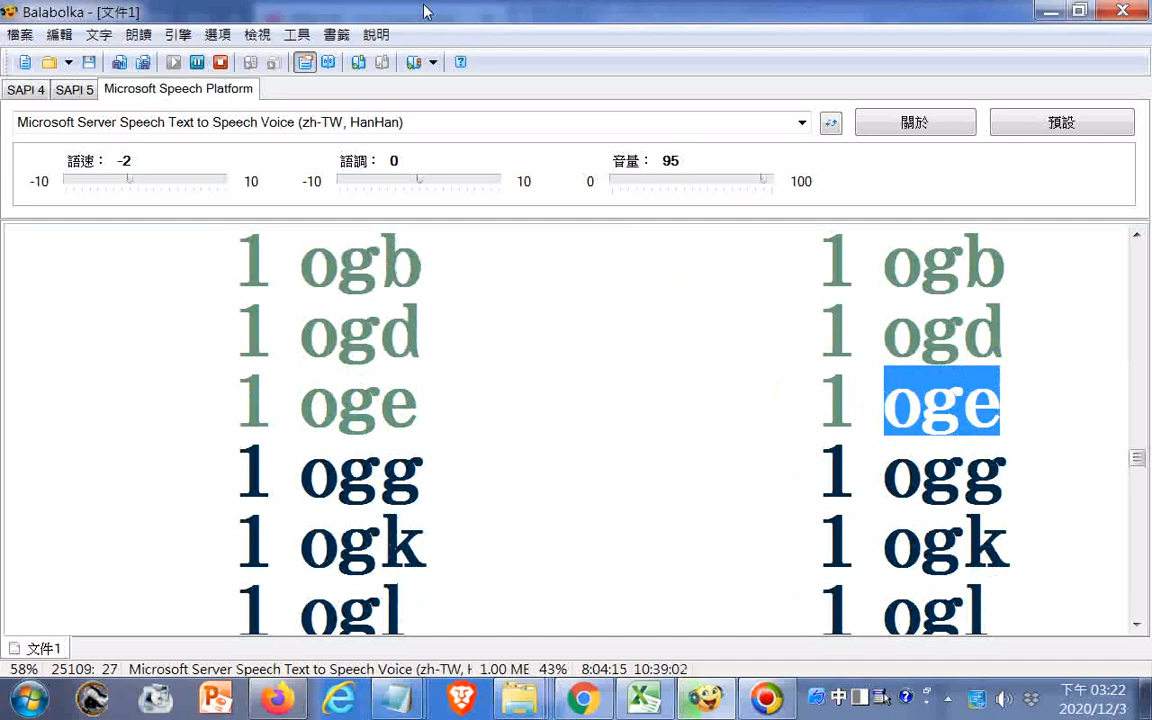 Balabolka - [文件1]
檔案 編輯 文字 朗讀 引擎 選項 檢視 工具 書籤 說明
SAPI 4 SAPI 5 Microsoft Speech Platform
Microsoft Server Speech Text to Speech Voice (zh-TW, HanHan) 關於 預設
語速： -2 語調： 0 音量： 95
-10 10 -10 10 0 100
1 ogb 1 ogb
1 ogd 1 ogd
1 oge 1 oge
1 ogg 1 ogg
1 ogk 1 ogk
1 ogl 1 ogl
文件1
58% 25109: 27 Microsoft Server Speech Text to Speech Voice (zh-TW, H 1.00 ME 43% 8:04:15 10:39:02
中 下午 03:22
2020/12/3